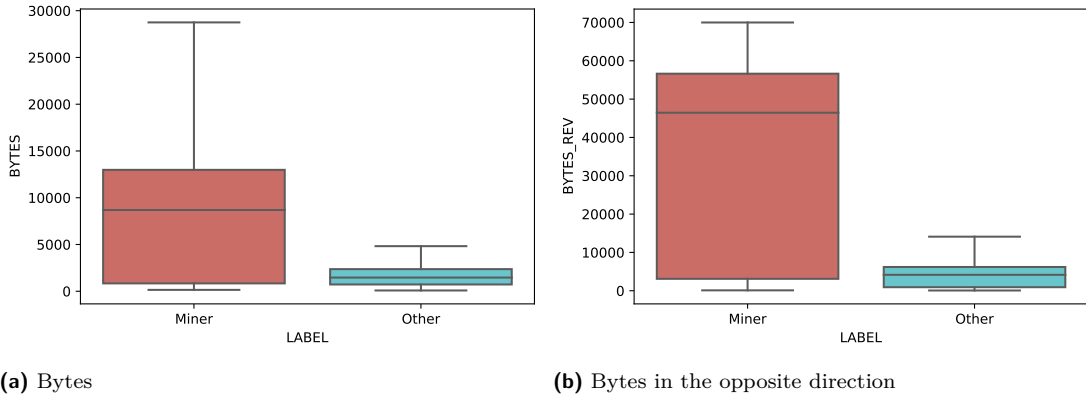 30000
25000
20000
15000
10000
5000
0
BYTES
Miner
Other
LABEL
(a) Bytes
70000
60000
50000
40000
30000
20000
10000
0
BYTES_REV
Miner
Other
LABEL
(b) Bytes in the opposite direction